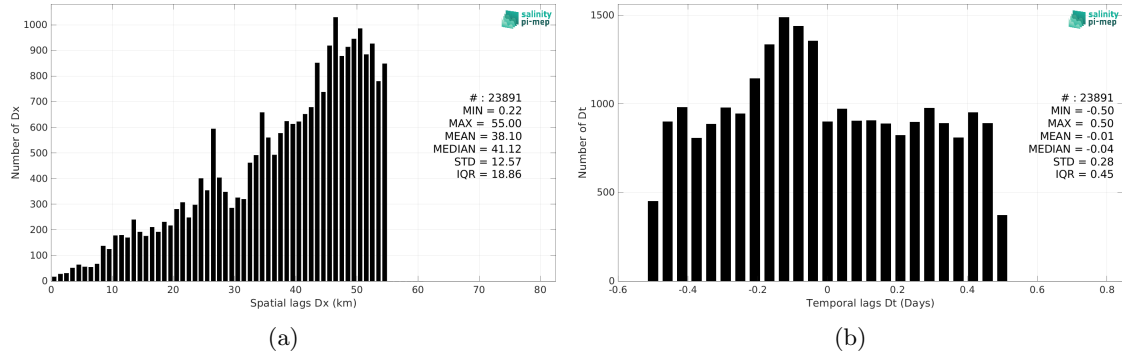 salinity
pi-mep
1000
900
800
700
600
500
400
300
200
100
0
Number of Dx
# : 23891
MIN = 0.22
MAX = 55.00
MEAN = 38.10
MEDIAN = 41.12
STD = 12.57
IQR = 18.86
0 10 20 30 40 50 60 70 80
Spatial lags Dx (km)
(a)
salinity
pi-mep
1500
1000
500
0
Number of Dt
# : 23891
MIN = -0.50
MAX = 0.50
MEAN = -0.01
MEDIAN = -0.04
STD = 0.28
IQR = 0.45
-0.6 -0.4 -0.2 0 0.2 0.4 0.6 0.8
Temporal lags Dt (Days)
(b)